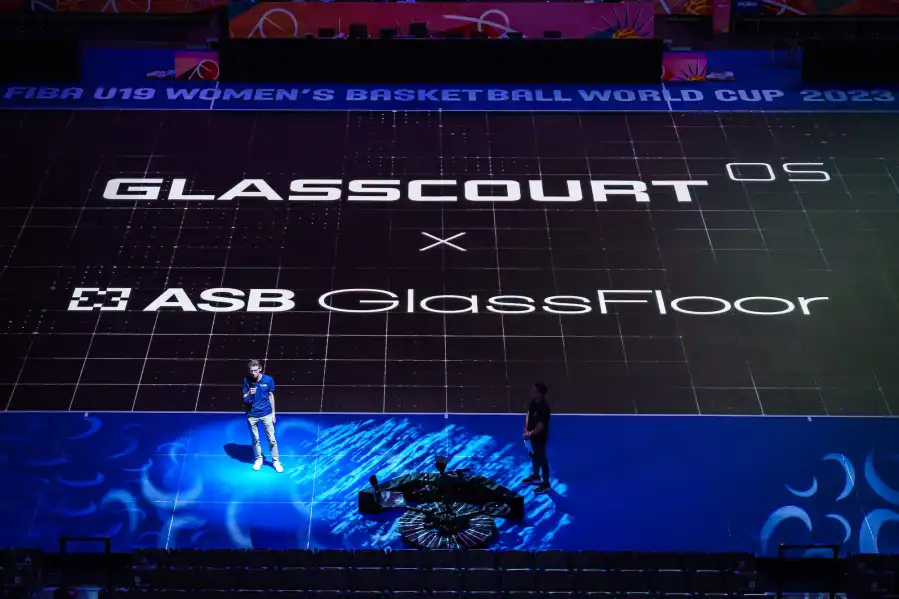 FIBA U19 WOMEN'S BASKETBALL WORLD CUP 2023
GLASSCOURT OS
×
ASB GlassFloor